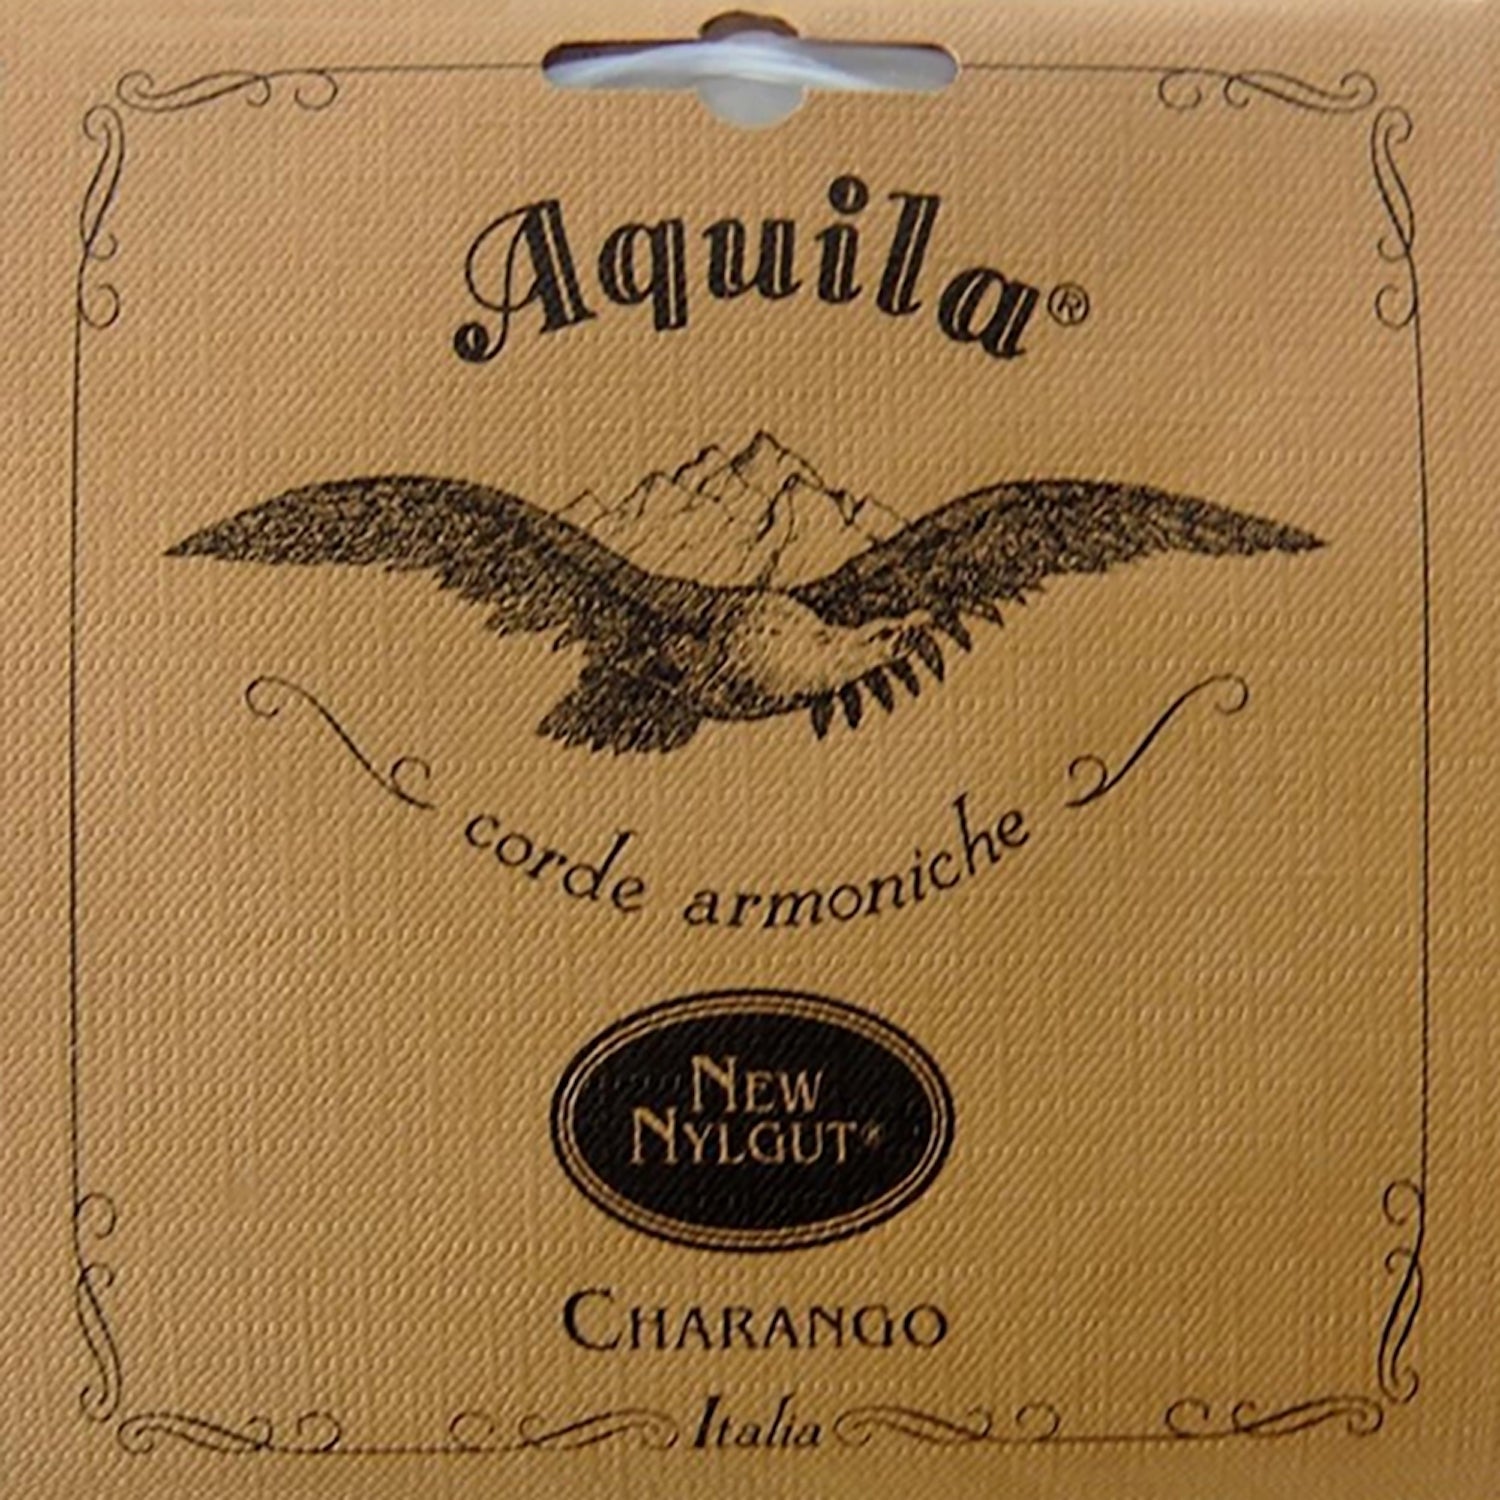 Aquila®
corde armoniche
NEW
NYLGUT®
CHARANGO
Italia